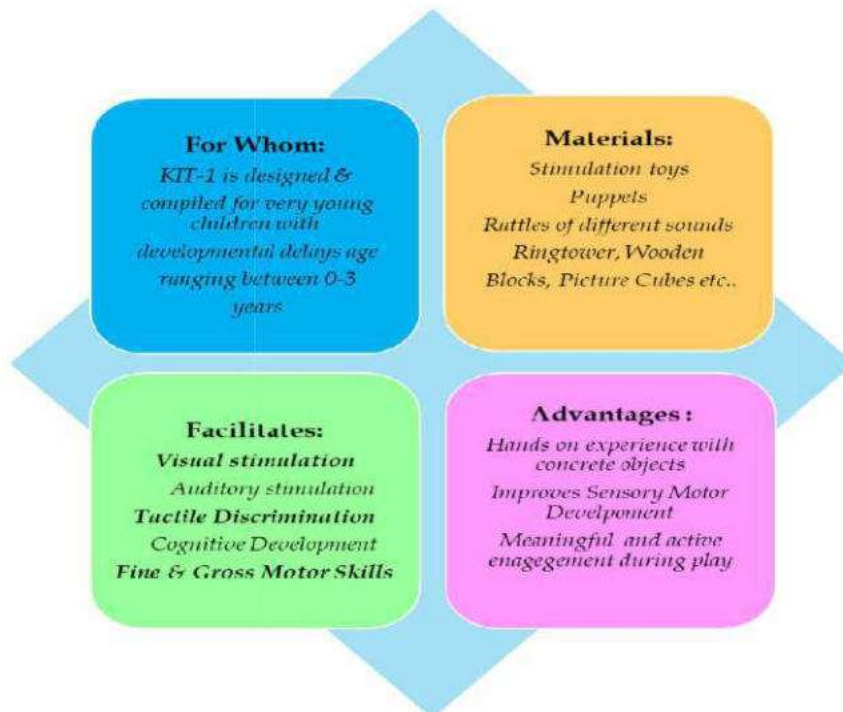 For Whom:
KIT-1 is designed &
compiled for very young
children with
developmental delays age
ranging between 0-3
years
Materials:
Stimulation toys
Puppets
Rattles of different sounds
Ringtower, Wooden
Blocks, Picture Cubes etc..
Facilitates:
Visual stimulation
Auditory stimulation
Tactile Discrimination
Cognitive Development
Fine & Gross Motor Skills
Advantages :
Hands on experience with
concrete objects
Improves Sensory Motor
Develpoment
Meaningful and active
enagegement during play